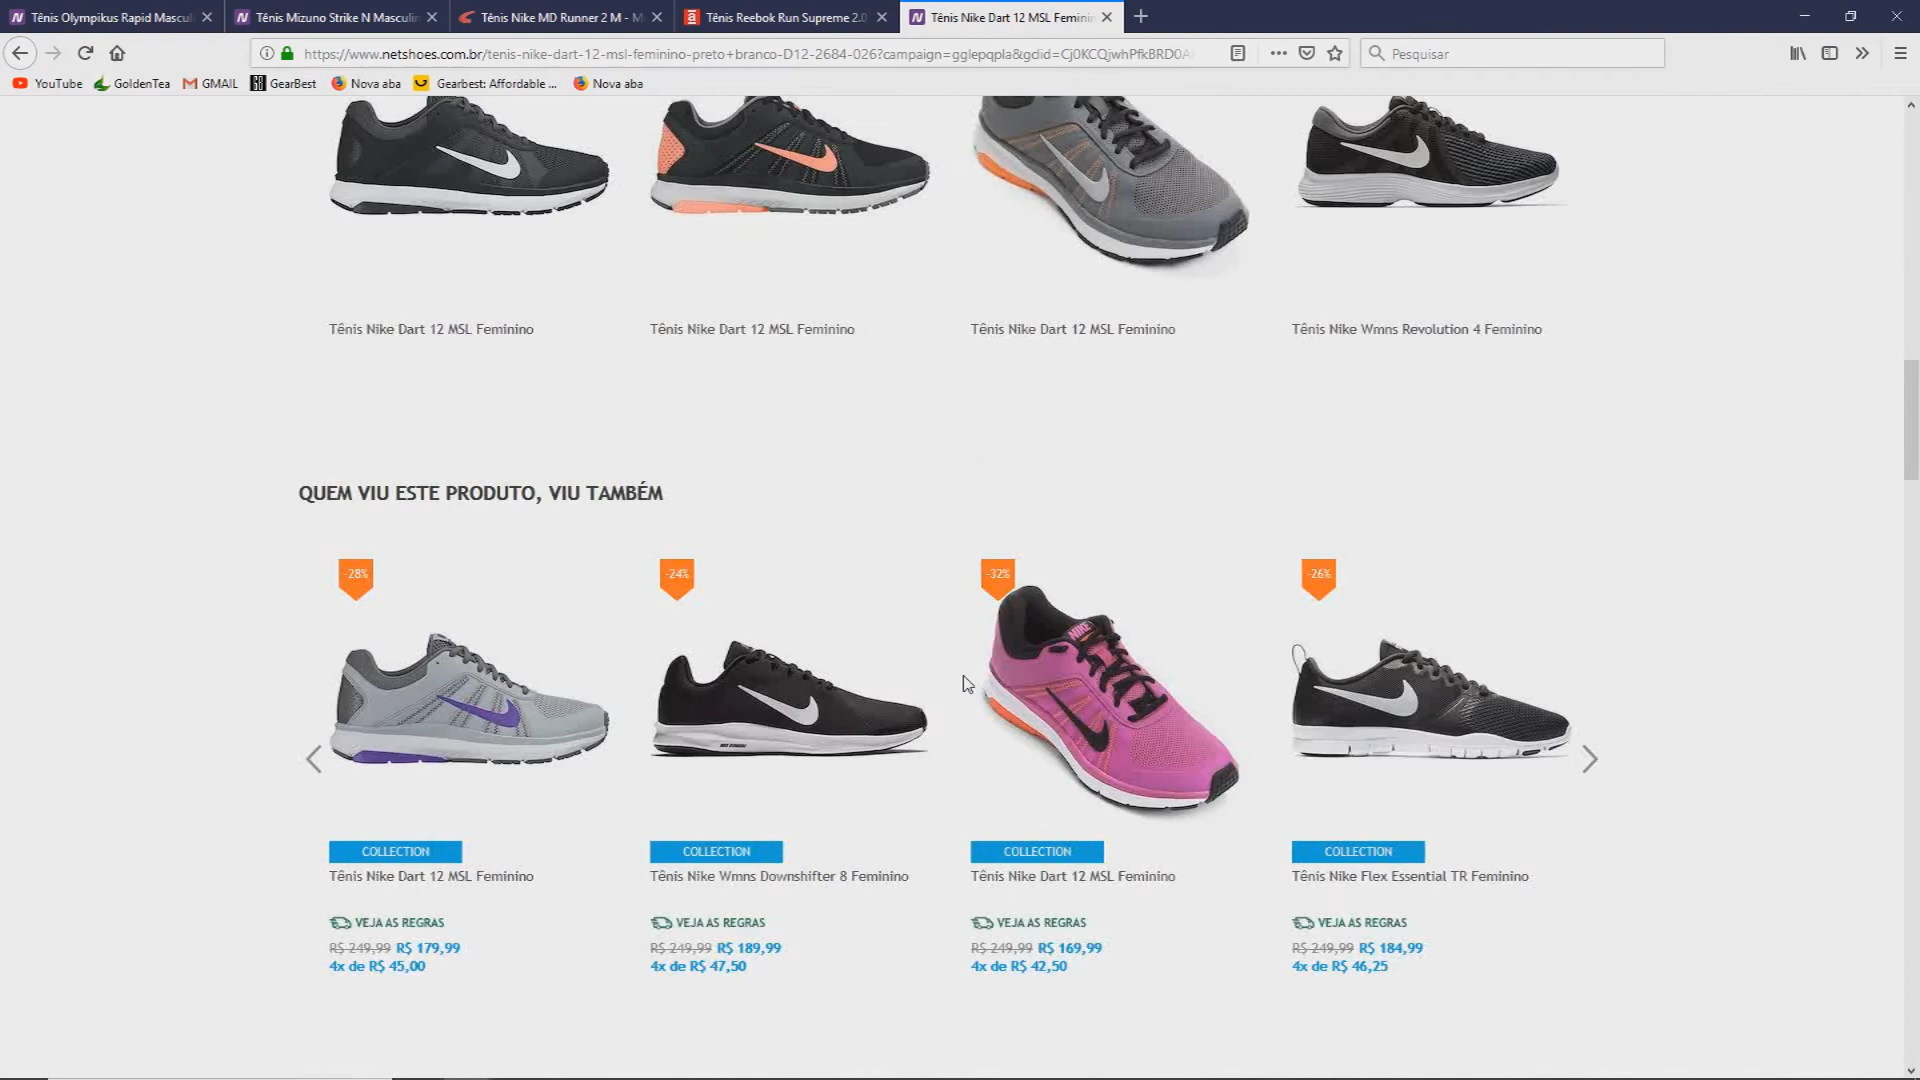 Tênis Olympikus Rapid Mascul
Tênis Mizuno Strike N Masculin
Tênis Nike MD Runner 2 M - M
Tênis Reebok Run Supreme 2.0
Tênis Nike Dart 12 MSL Feminin
https://www.netshoes.com.br/tenis-nike-dart-12-msl-feminino-preto+branco-D12-2684-026?campaign=gglepqpla&gclid=Cj0KCQjwhPfkBRD0A
Pesquisar
YouTube
GoldenTea
GMAIL
GearBest
Nova aba
Gearbest: Affordable ...
Nova aba
Tênis Nike Dart 12 MSL Feminino
Tênis Nike Dart 12 MSL Feminino
Tênis Nike Dart 12 MSL Feminino
Tênis Nike Wmns Revolution 4 Feminino
QUEM VIU ESTE PRODUTO, VIU TAMBÉM
-28%
-24%
-32%
-26%
NIKE
COLLECTION
COLLECTION
COLLECTION
COLLECTION
Tênis Nike Dart 12 MSL Feminino
Tênis Nike Wmns Downshifter 8 Feminino
Tênis Nike Dart 12 MSL Feminino
Tênis Nike Flex Essential TR Feminino
VEJA AS REGRAS
VEJA AS REGRAS
VEJA AS REGRAS
VEJA AS REGRAS
R$ 249,99 R$ 179,99
R$ 249,99 R$ 189,99
R$ 249,99 R$ 169,99
R$ 249,99 R$ 184,99
4x de R$ 45,00
4x de R$ 47,50
4x de R$ 42,50
4x de R$ 46,25